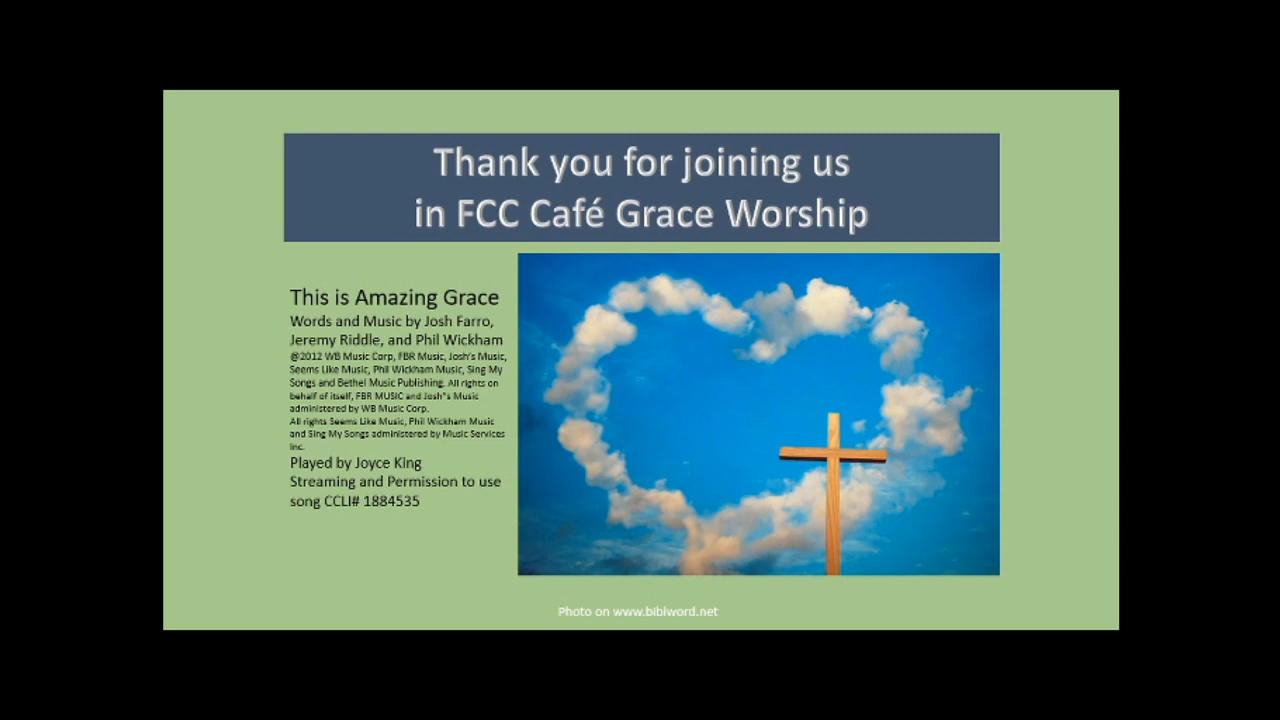 Thank you for joining us
in FCC Café Grace Worship
This is Amazing Grace
Words and Music by Josh Farro,
Jeremy Riddle, and Phil Wickham
@2012 WB Music Corp, FBR Music, Josh's Music,
Seems Like Music, Phil Wickham Music, Sing My
Songs and Bethel Music Publishing. All rights on
behalf of itself, FBR MUSIC and Josh"s Music
administered by WB Music Corp.
All rights Seems Like Music, Phil Wickham Music
and Sing My Songs administered by Music Services
Inc.
Played by Joyce King
Streaming and Permission to use
song CCLI# 1884535
Photo on www.biblword.net